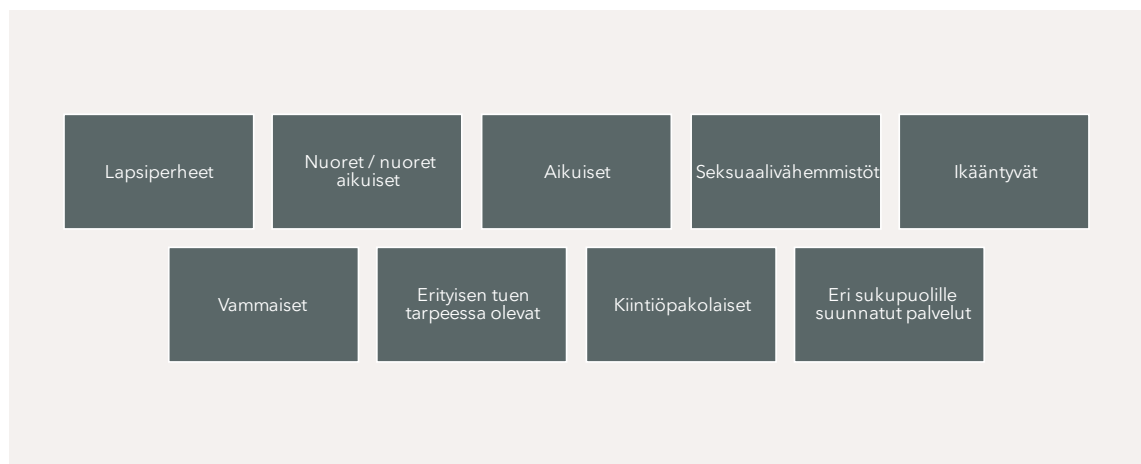 Lapsiperheet
Nuoret / nuoret
aikuiset
Aikuiset
Seksuaalivähemmistöt
Ikääntyvät
Vammaiset
Erityisen tuen
tarpeessa olevat
Kiintiöpakolaiset
Eri sukupuolille
suunnatut palvelut